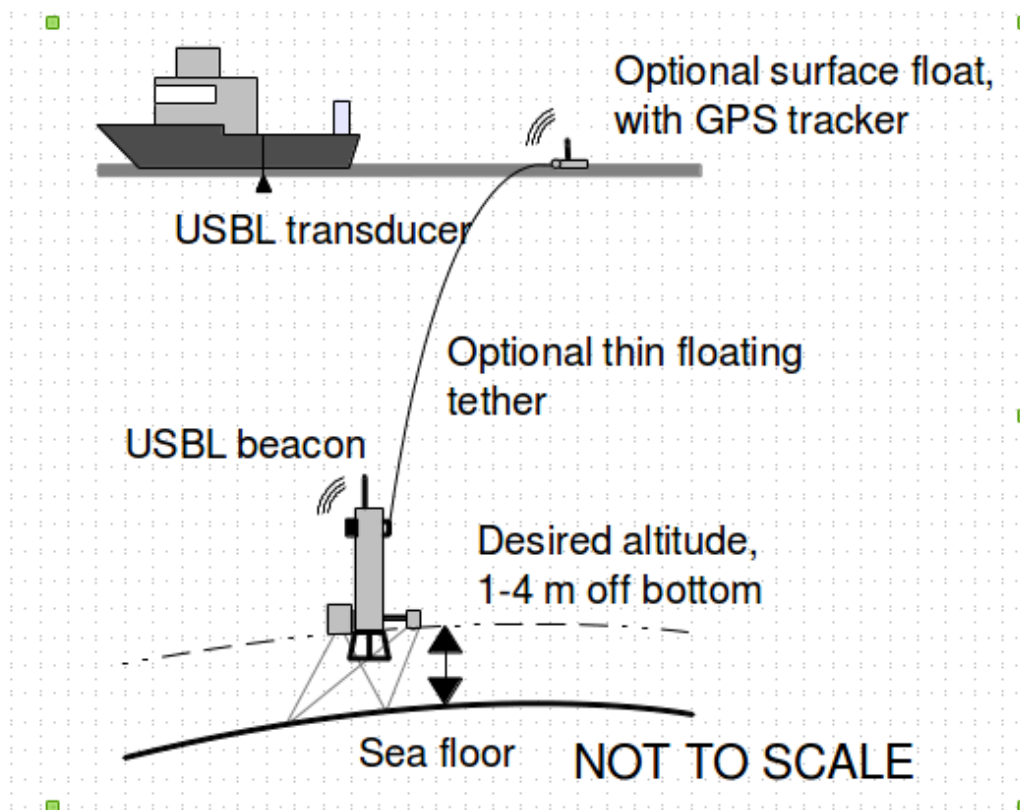 Optional surface float,
with GPS tracker
USBL transducer
Optional thin floating
tether
USBL beacon
Desired altitude,
1-4 m off bottom
Sea floor
NOT TO SCALE